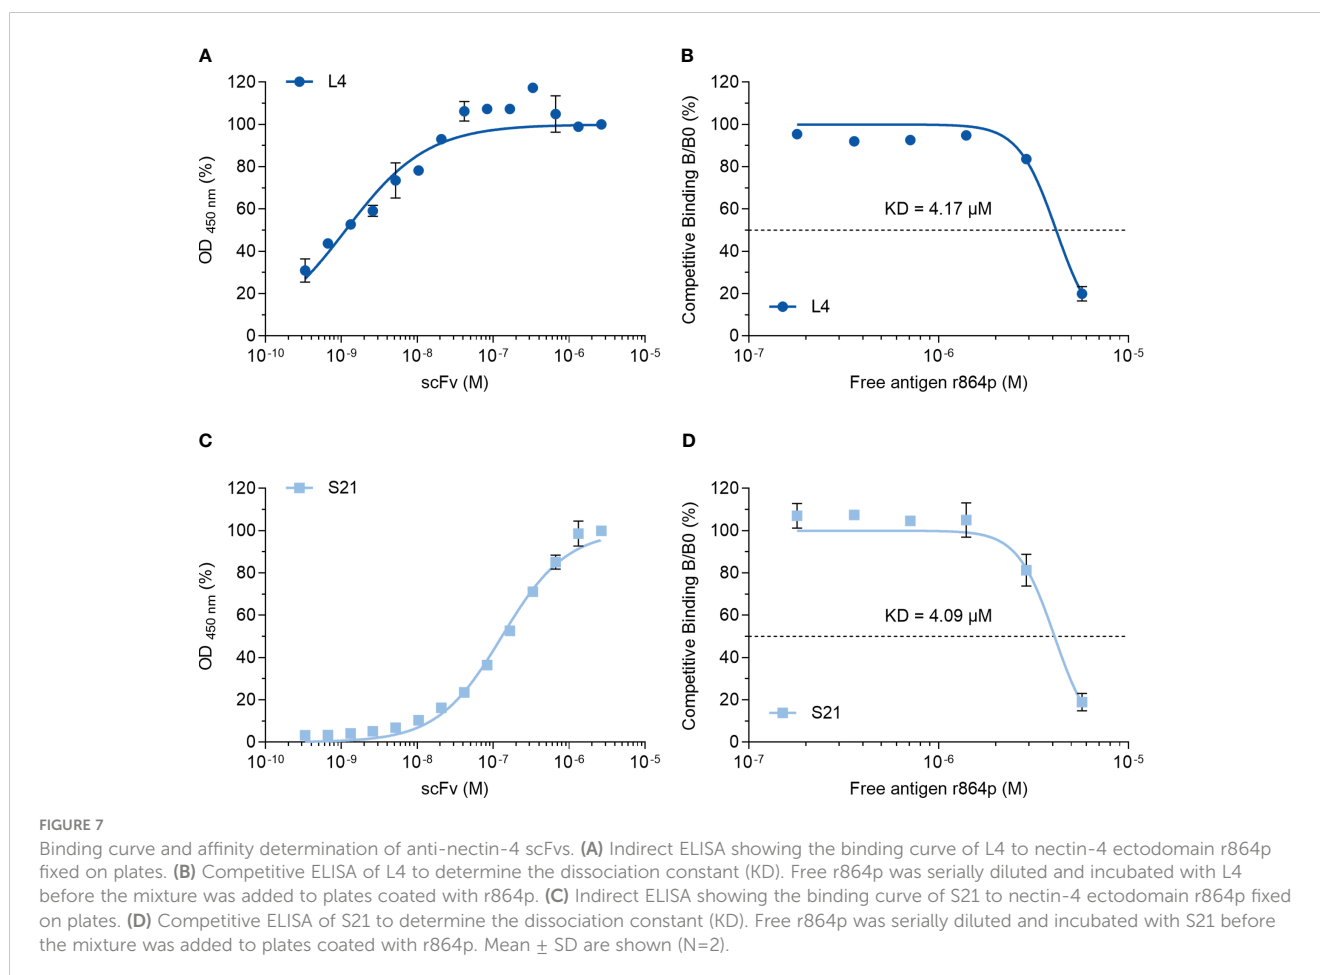 A
L4
120
100
80
60
40
20
0
OD 450 nm (%)
10-10 10-9 10-8 10-7 10-6 10-5
scFv (M)
B
120
100
80
60
40
20
0
Competitive Binding B/B0 (%)
KD = 4.17 µM
L4
10-7 10-6 10-5
Free antigen r864p (M)
C
S21
120
100
80
60
40
20
0
OD 450 nm (%)
10-10 10-9 10-8 10-7 10-6 10-5
scFv (M)
D
120
100
80
60
40
20
0
Competitive Binding B/B0 (%)
KD = 4.09 µM
S21
10-7 10-6 10-5
Free antigen r864p (M)
FIGURE 7
Binding curve and affinity determination of anti-nectin-4 scFvs. (A) Indirect ELISA showing the binding curve of L4 to nectin-4 ectodomain r864p
fixed on plates. (B) Competitive ELISA of L4 to determine the dissociation constant (KD). Free r864p was serially diluted and incubated with L4
before the mixture was added to plates coated with r864p. (C) Indirect ELISA showing the binding curve of S21 to nectin-4 ectodomain r864p fixed
on plates. (D) Competitive ELISA of S21 to determine the dissociation constant (KD). Free r864p was serially diluted and incubated with S21 before
the mixture was added to plates coated with r864p. Mean ± SD are shown (N=2).